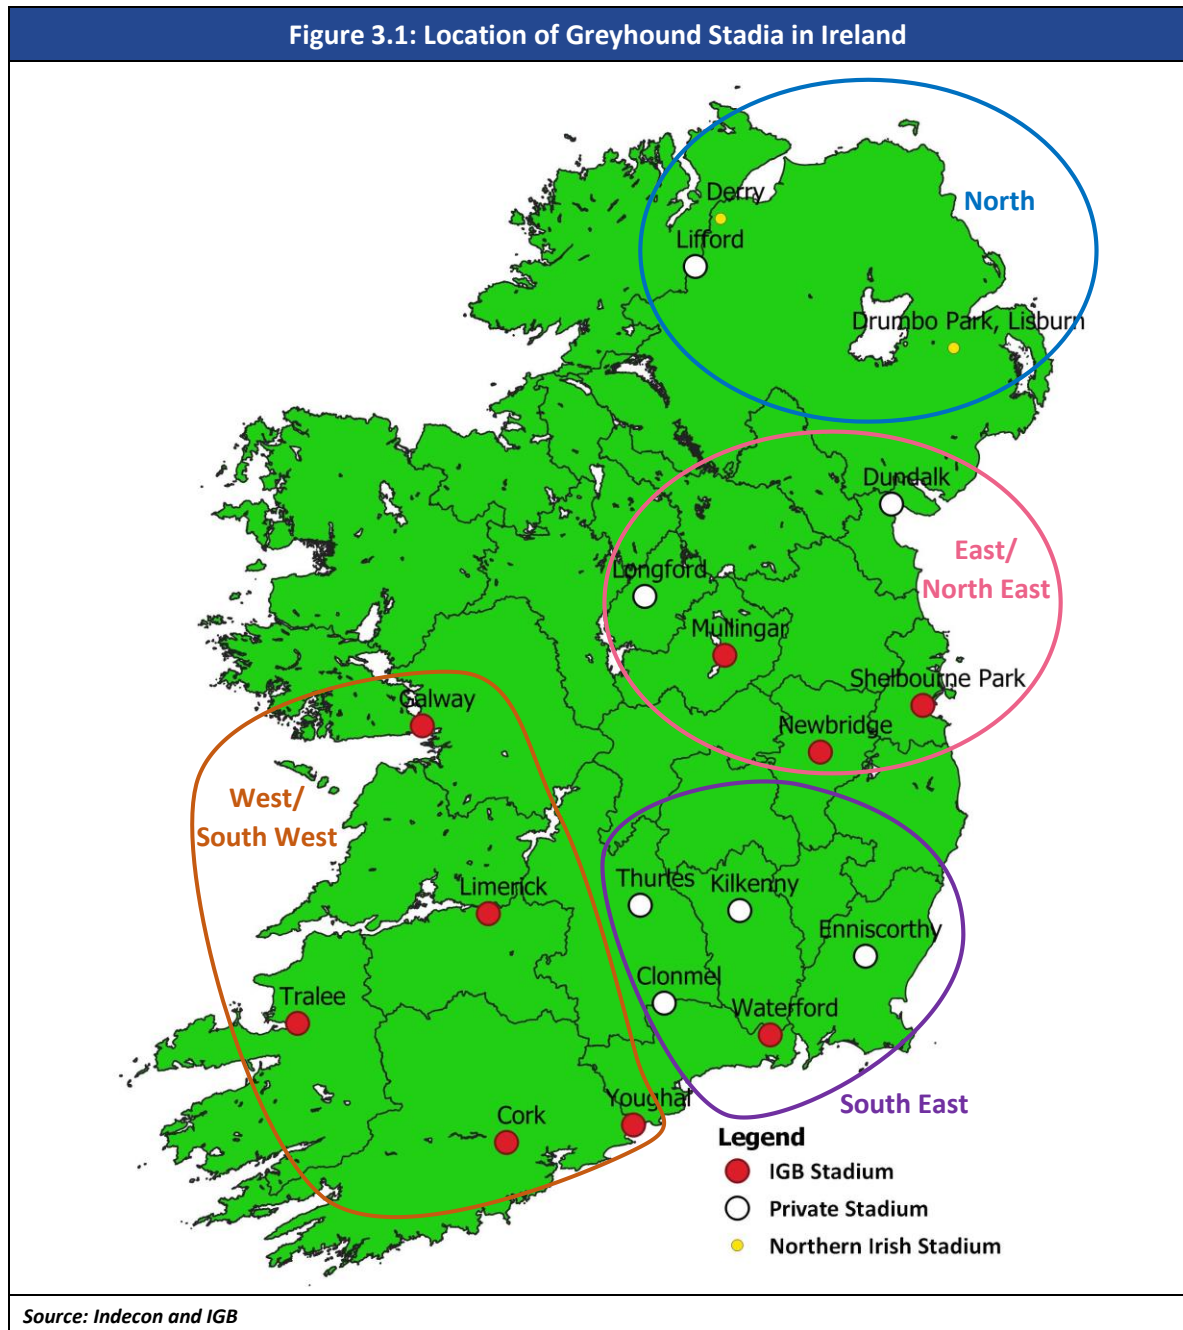 Figure 3.1: Location of Greyhound Stadia in Ireland
Derry
North
Lifford
Drumbo Park, Lisburn
Dundalk
East/
North East
Longford
Mullingar
Shelbourne Park
Galway
Newbridge
West/
South West
Thurles
Kilkenny
Limerick
Enniscorthy
Clonmel
Tralee
Waterford
Youghal
South East
Cork
Legend
IGB Stadium
Private Stadium
Northern Irish Stadium
Source: Indecon and IGB